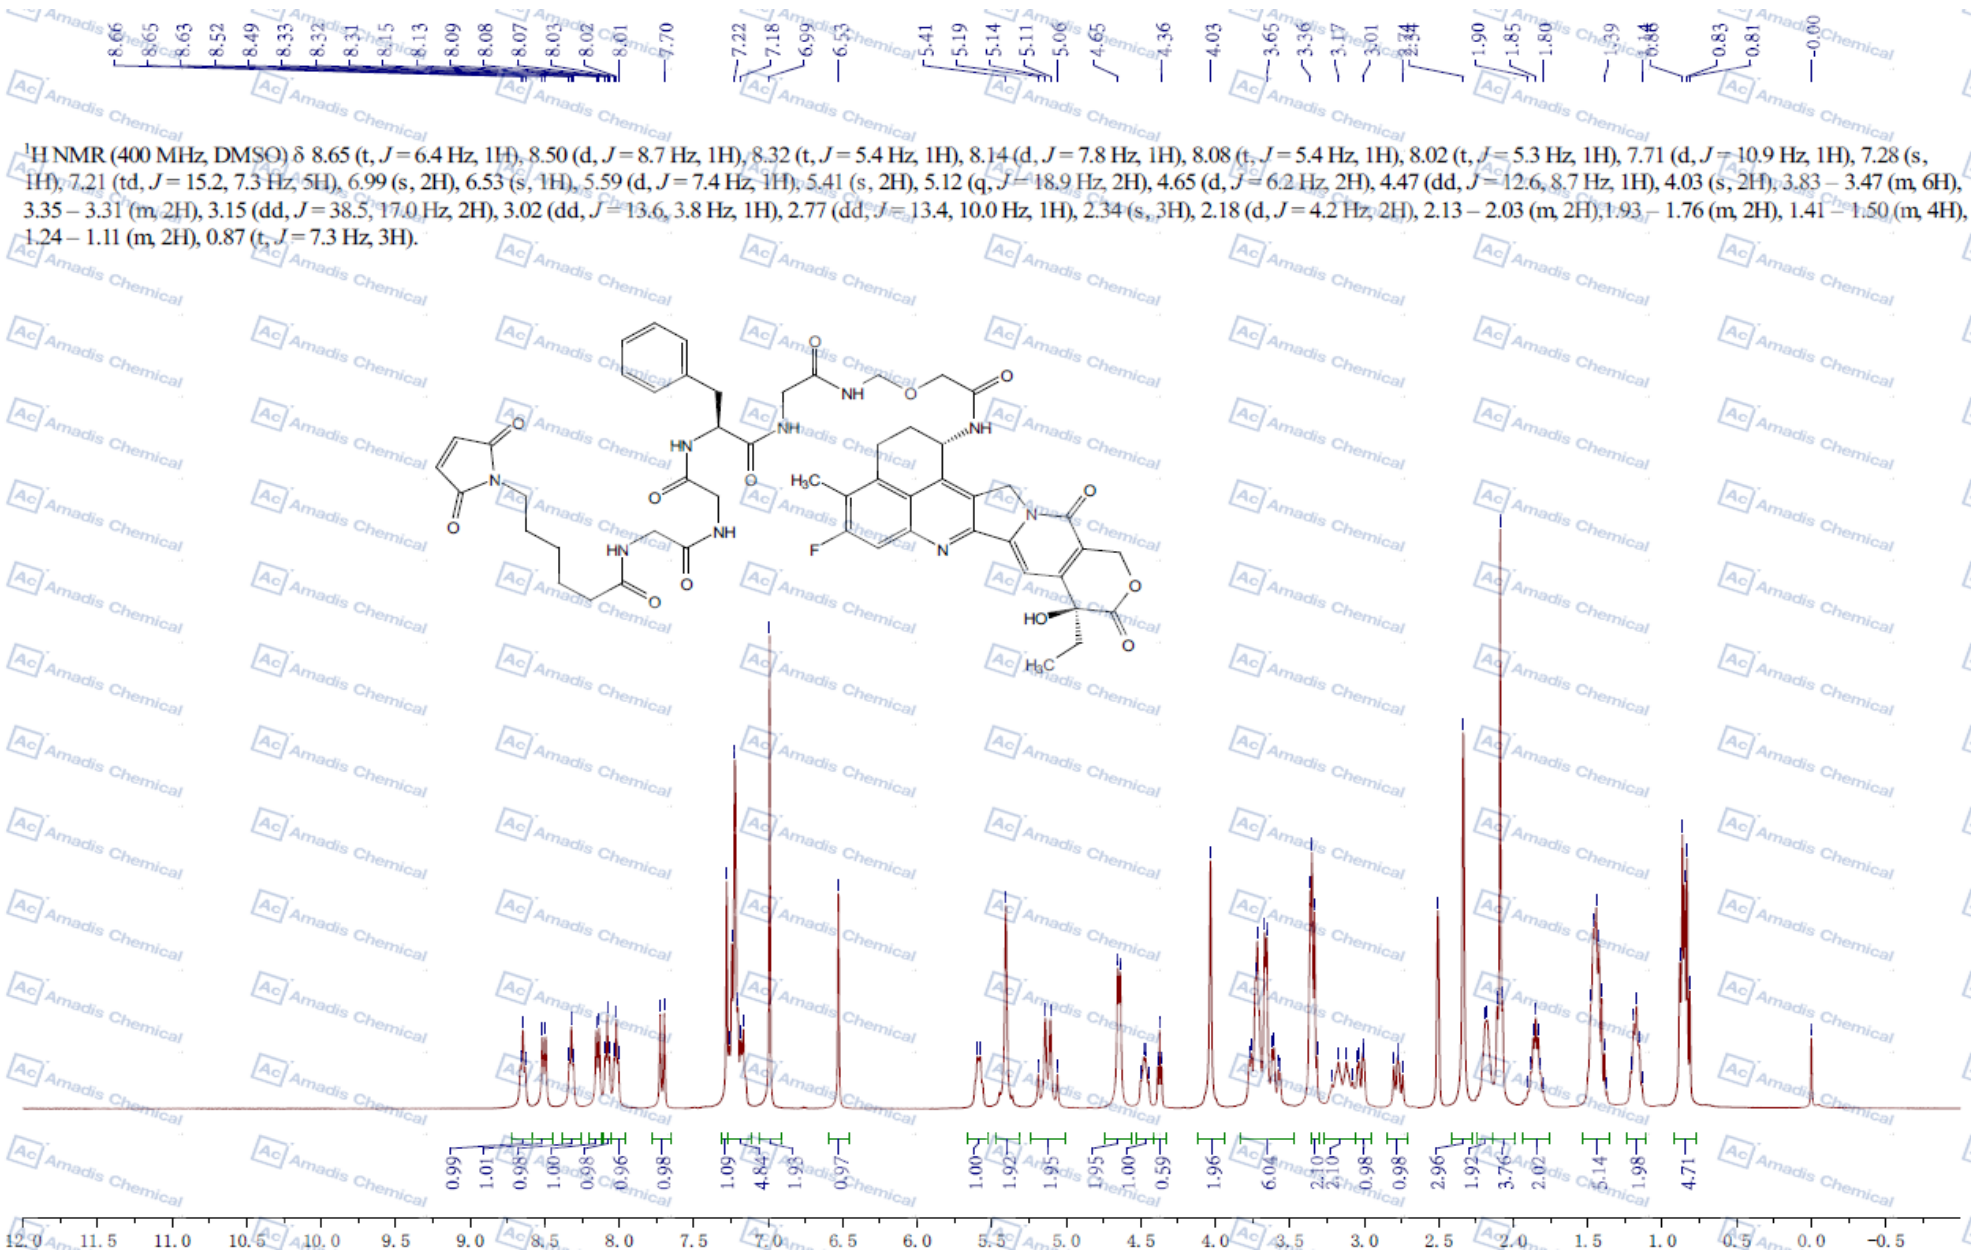 8.66 8.65 8.63 8.52 8.49 8.33 8.32 8.31 8.15 8.13 8.09 8.08 8.07 8.03 8.02 8.01 7.70 7.22 7.18 6.99 6.53 5.41 5.19 5.14 5.11 5.06 4.65 4.36 4.03 3.65 3.36 3.17 3.01 2.34 1.90 1.85 1.80 1.39 0.86 0.83 0.81 -0.00
¹H NMR (400 MHz, DMSO) δ 8.65 (t, J = 6.4 Hz, 1H), 8.50 (d, J = 8.7 Hz, 1H), 8.32 (t, J = 5.4 Hz, 1H), 8.14 (d, J = 7.8 Hz, 1H), 8.08 (t, J = 5.4 Hz, 1H), 8.02 (t, J = 5.3 Hz, 1H), 7.71 (d, J = 10.9 Hz, 1H), 7.28 (s,
1H), 7.21 (td, J = 15.2, 7.3 Hz, 5H), 6.99 (s, 2H), 6.53 (s, 1H), 5.59 (d, J = 7.4 Hz, 1H), 5.41 (s, 2H), 5.12 (q, J = 18.9 Hz, 2H), 4.65 (d, J = 6.2 Hz, 2H), 4.47 (dd, J = 12.6, 8.7 Hz, 1H), 4.03 (s, 2H), 3.83 – 3.47 (m, 6H),
3.35 – 3.31 (m, 2H), 3.15 (dd, J = 38.5, 17.0 Hz, 2H), 3.02 (dd, J = 13.6, 3.8 Hz, 1H), 2.77 (dd, J = 13.4, 10.0 Hz, 1H), 2.34 (s, 3H), 2.18 (d, J = 4.2 Hz, 2H), 2.13 – 2.03 (m, 2H),1.93 – 1.76 (m, 2H), 1.41 – 1.50 (m, 4H),
1.24 – 1.11 (m, 2H), 0.87 (t, J = 7.3 Hz, 3H).
O
O
NH
O
O
O
HN
O
NH
NH
N
O
H₃C
O
O
NH
N
O
HN
F
N
O
O
O
HO
O
H₃C
0.99 1.01 0.98 1.00 0.98 0.96 0.98 1.09 4.84 1.93 0.97 1.00 1.92 1.95 1.95 1.00 0.59 1.96 6.04 2.10 2.10 0.98 0.98 2.96 1.92 3.76 2.02 5.14 1.98 4.71
12.0 11.5 11.0 10.5 10.0 9.5 9.0 8.5 8.0 7.5 7.0 6.5 6.0 5.5 5.0 4.5 4.0 3.5 3.0 2.5 2.0 1.5 1.0 0.5 0.0 -0.5
Ac Amadis Chemical